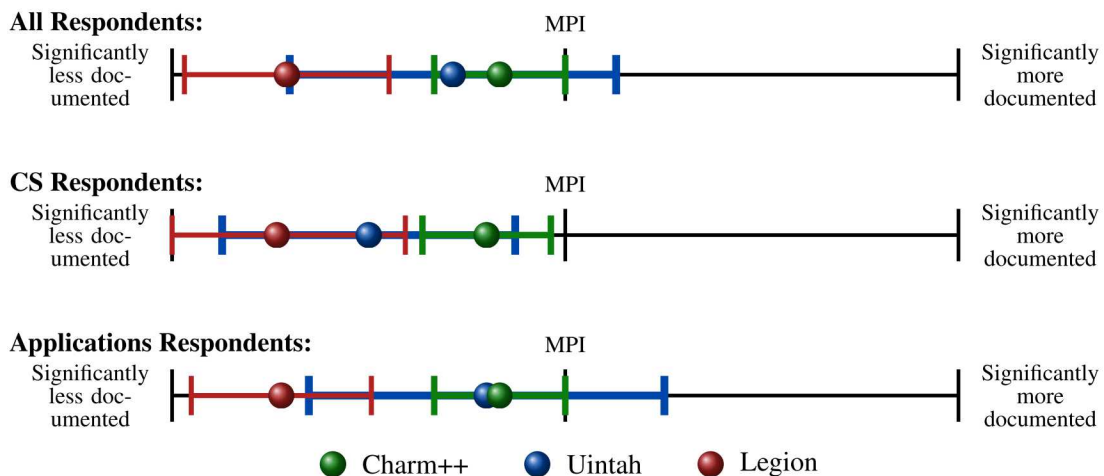 All Respondents:
MPI
Significantly
less doc-
umented
Significantly
more
documented
CS Respondents:
MPI
Significantly
less doc-
umented
Significantly
more
documented
Applications Respondents:
MPI
Significantly
less doc-
umented
Significantly
more
documented
Charm++ Uintah Legion